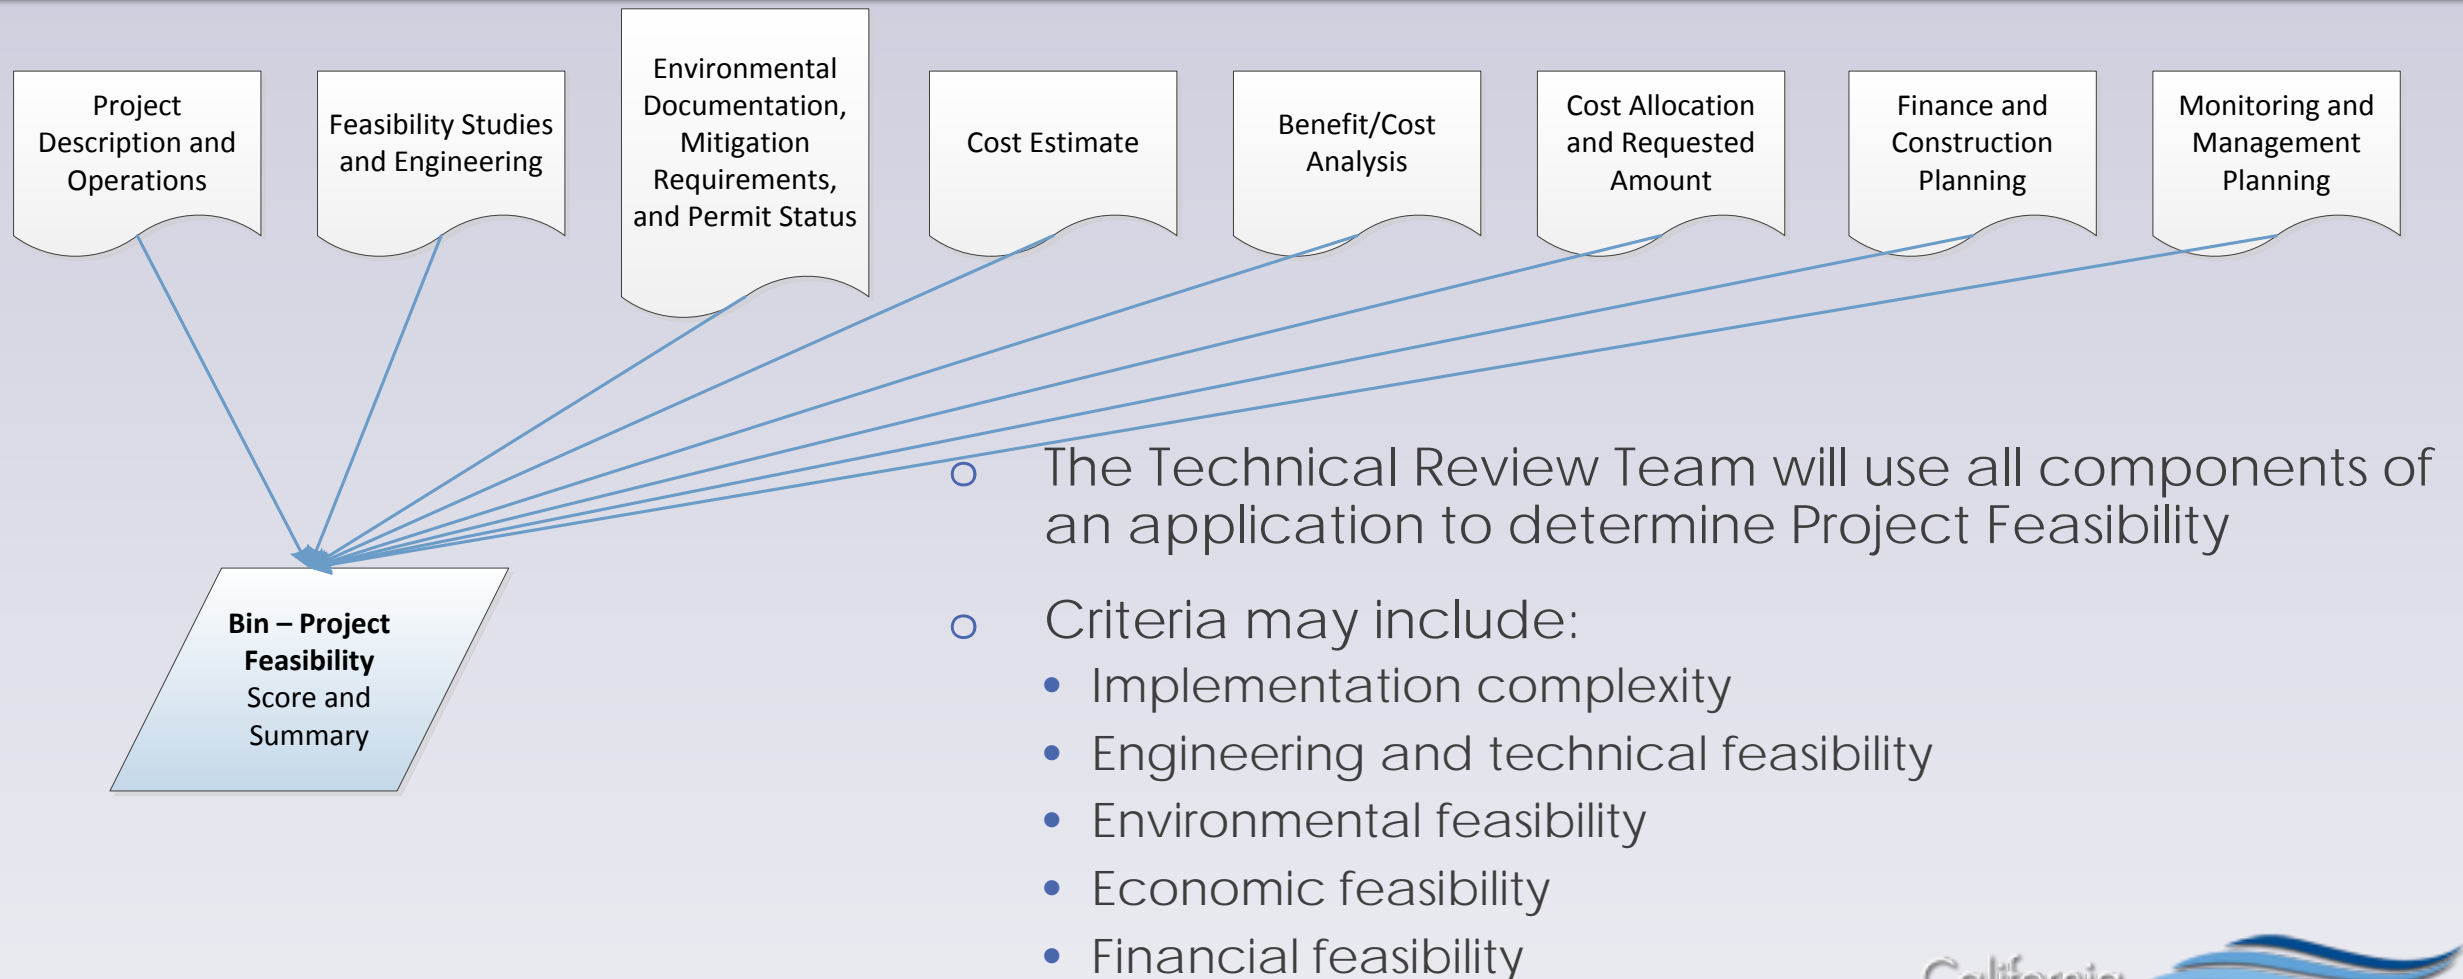 Project
Description and
Operations
Feasibility Studies
and Engineering
Environmental
Documentation,
Mitigation
Requirements,
and Permit Status
Cost Estimate
Benefit/Cost
Analysis
Cost Allocation
and Requested
Amount
Finance and
Construction
Planning
Monitoring and
Management
Planning
Bin – Project
Feasibility
Score and
Summary
o The Technical Review Team will use all components of
an application to determine Project Feasibility
o Criteria may include:
• Implementation complexity
• Engineering and technical feasibility
• Environmental feasibility
• Economic feasibility
• Financial feasibility
California